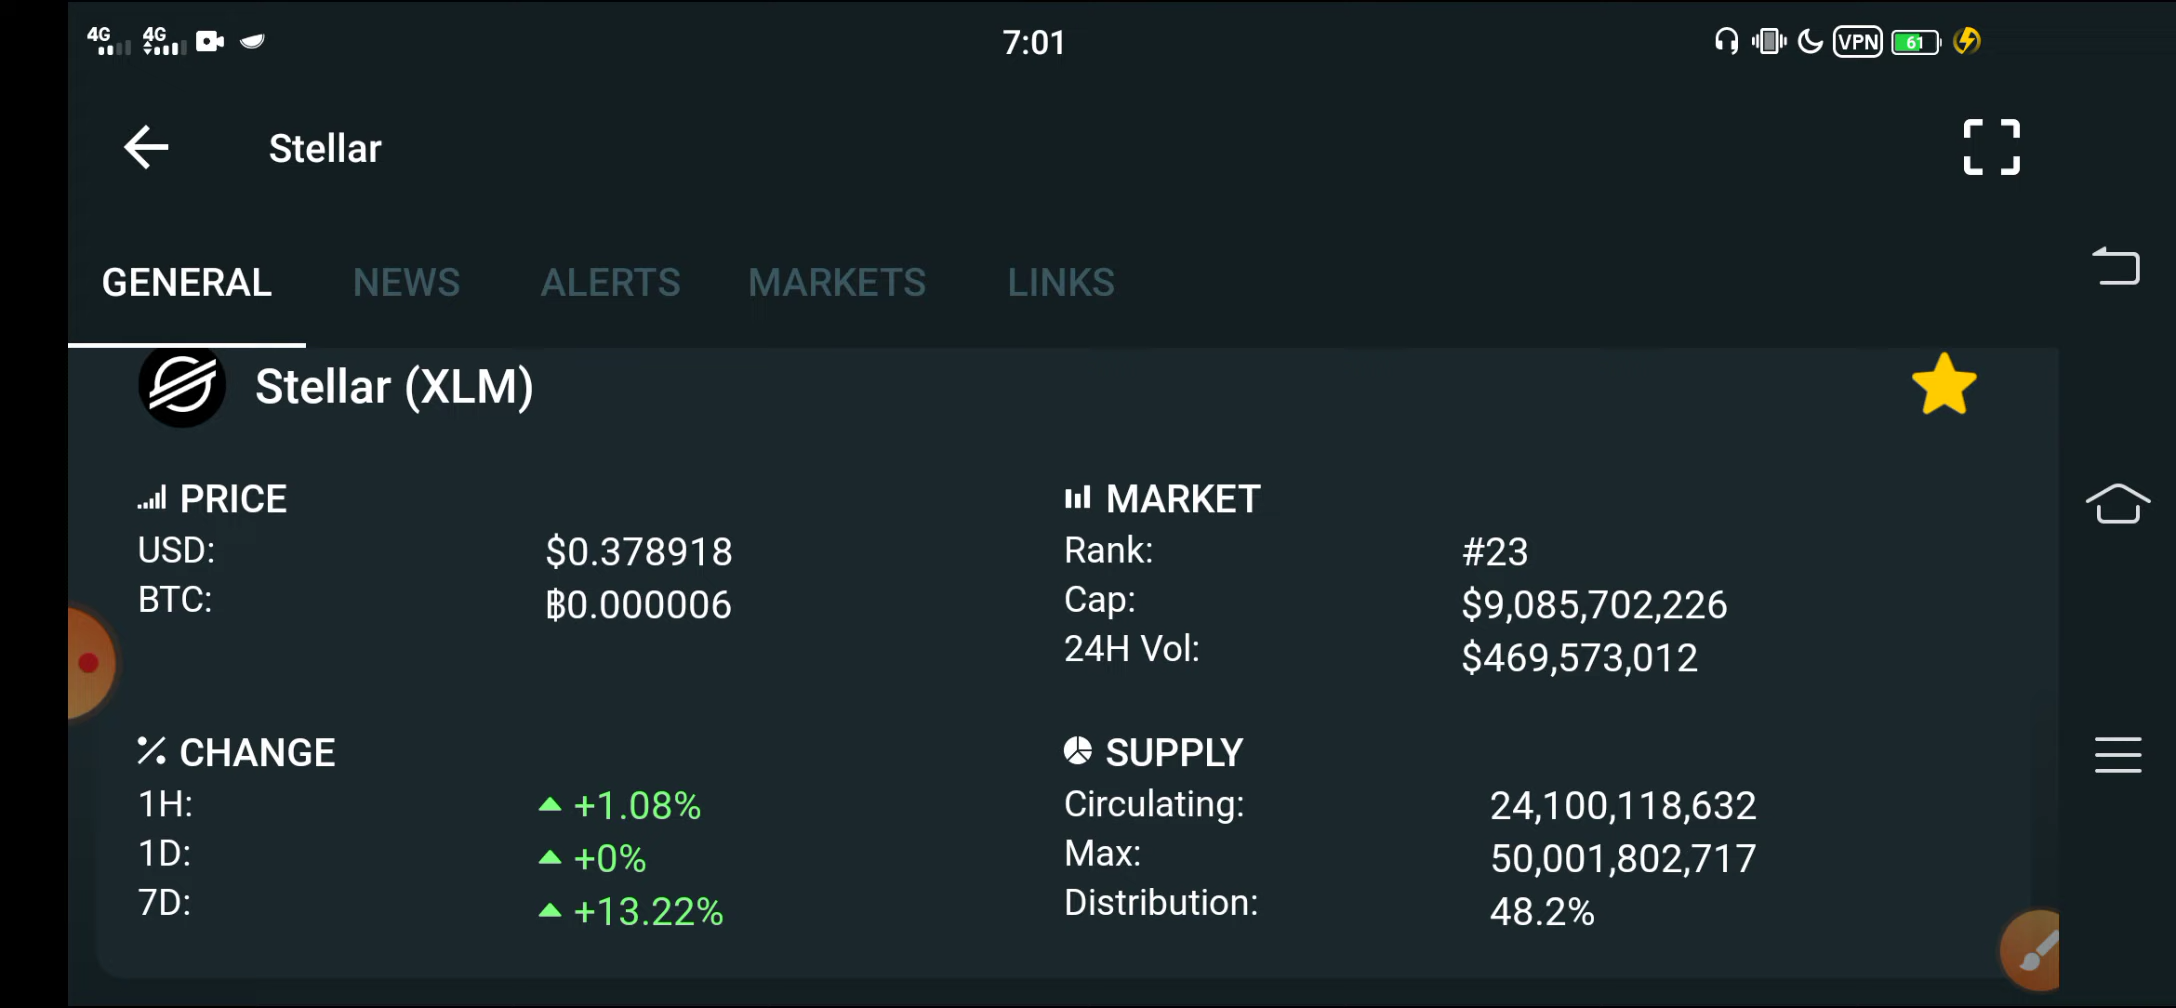 4G 4G 7:01 VPN 61
Stellar
GENERAL NEWS ALERTS MARKETS LINKS
Stellar (XLM)
PRICE
USD: $0.378918
BTC: ฿0.000006
MARKET
Rank: #23
Cap: $9,085,702,226
24H Vol: $469,573,012
CHANGE
1H: +1.08%
1D: +0%
7D: +13.22%
SUPPLY
Circulating: 24,100,118,632
Max: 50,001,802,717
Distribution: 48.2%